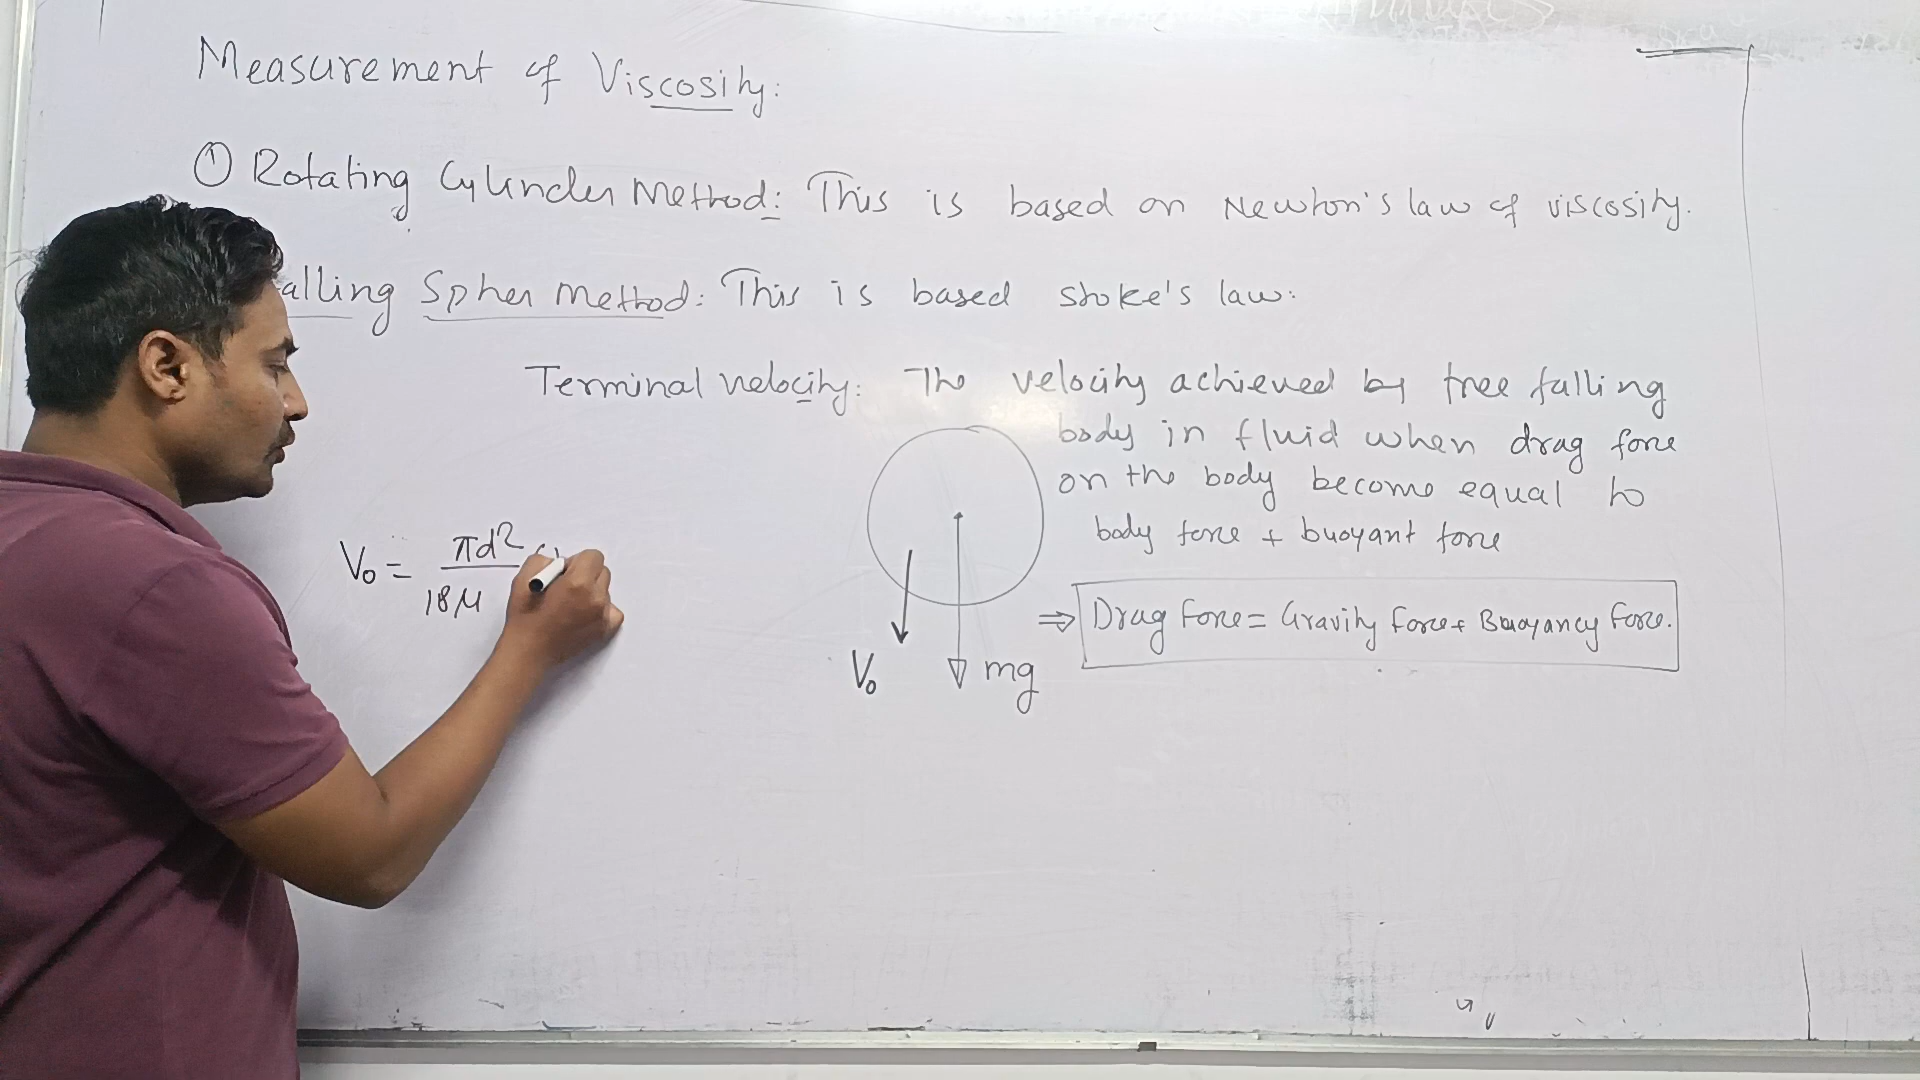 Measurement of Viscosity:
① Rotating Cylinder Method: This is based on Newton's law of viscosity.
alling Spher Method: This is based stoke's law.
Terminal velocity: The velocity achieved by free falling
body in fluid when drag force
on the body become equal to
body force + buoyant force
V₀ = πd²
18μ
⇒ Drag Force = Gravity Force + Buoyancy Force.
V₀ mg